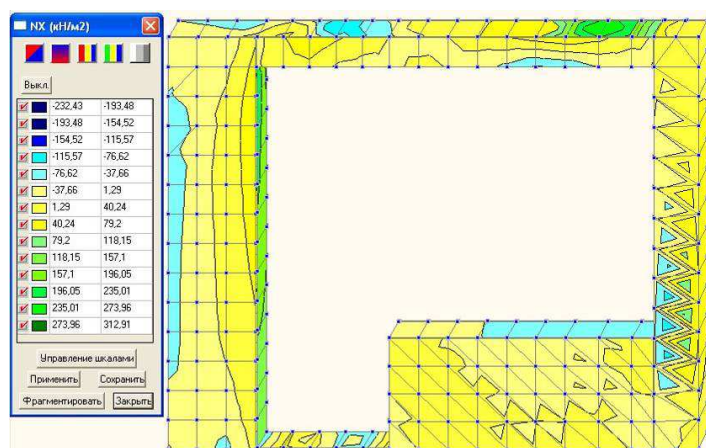 NX (кН/м2)
Выкл.
-232,43 -193,48
-193,48 -154,52
-154,52 -115,57
-115,57 -76,62
-76,62 -37,66
-37,66 1,29
1,29 40,24
40,24 79,2
79,2 118,15
118,15 157,1
157,1 196,05
196,05 235,01
235,01 273,96
273,96 312,91
Управление шкалами
Применить Сохранить
Фрагментировать Закрыть